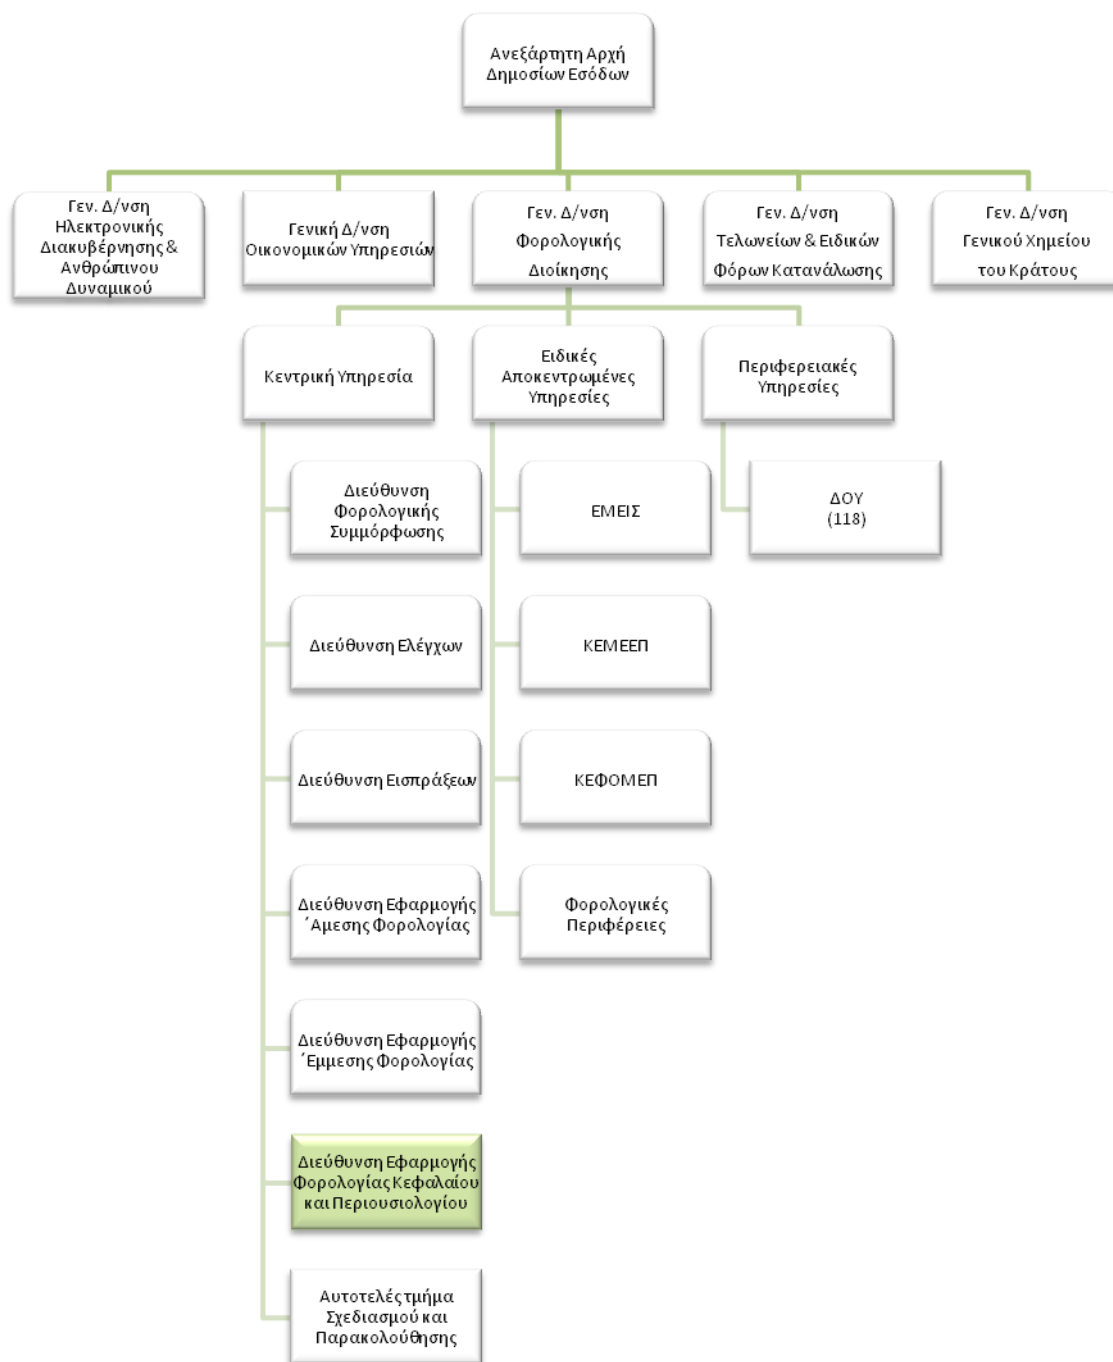 Ανεξάρτητη Αρχή
Δημοσίων Εσόδων
Γεν. Δ/νση
Ηλεκτρονικής
Διακυβέρνησης &
Ανθρώπινου
Δυναμικού
Γενική Δ/νση
Οικονομικών Υπηρεσιών
Γεν. Δ/νση
Φορολογικής
Διοίκησης
Γεν. Δ/νση
Τελωνείων & Ειδικών
Φόρων Κατανάλωσης
Γεν. Δ/νση
Γενικού Χημείου
του Κράτους
Κεντρική Υπηρεσία
Ειδικές
Αποκεντρωμένες
Υπηρεσίες
Περιφερειακές
Υπηρεσίες
Διεύθυνση
Φορολογικής
Συμμόρφωσης
Διεύθυνση Ελέγχων
Διεύθυνση Εισπράξεων
Διεύθυνση Εφαρμογής
΄Αμεσης Φορολογίας
Διεύθυνση Εφαρμογής
΄Εμμεσης Φορολογίας
Διεύθυνση Εφαρμογής
Φορολογίας Κεφαλαίου
και Περιουσιολογίου
Αυτοτελές τμήμα
Σχεδιασμού και
Παρακολούθησης
ΕΜΕΙΣ
ΚΕΜΕΕΠ
ΚΕΦΟΜΕΠ
Φορολογικές
Περιφέρειες
ΔΟΥ
(118)